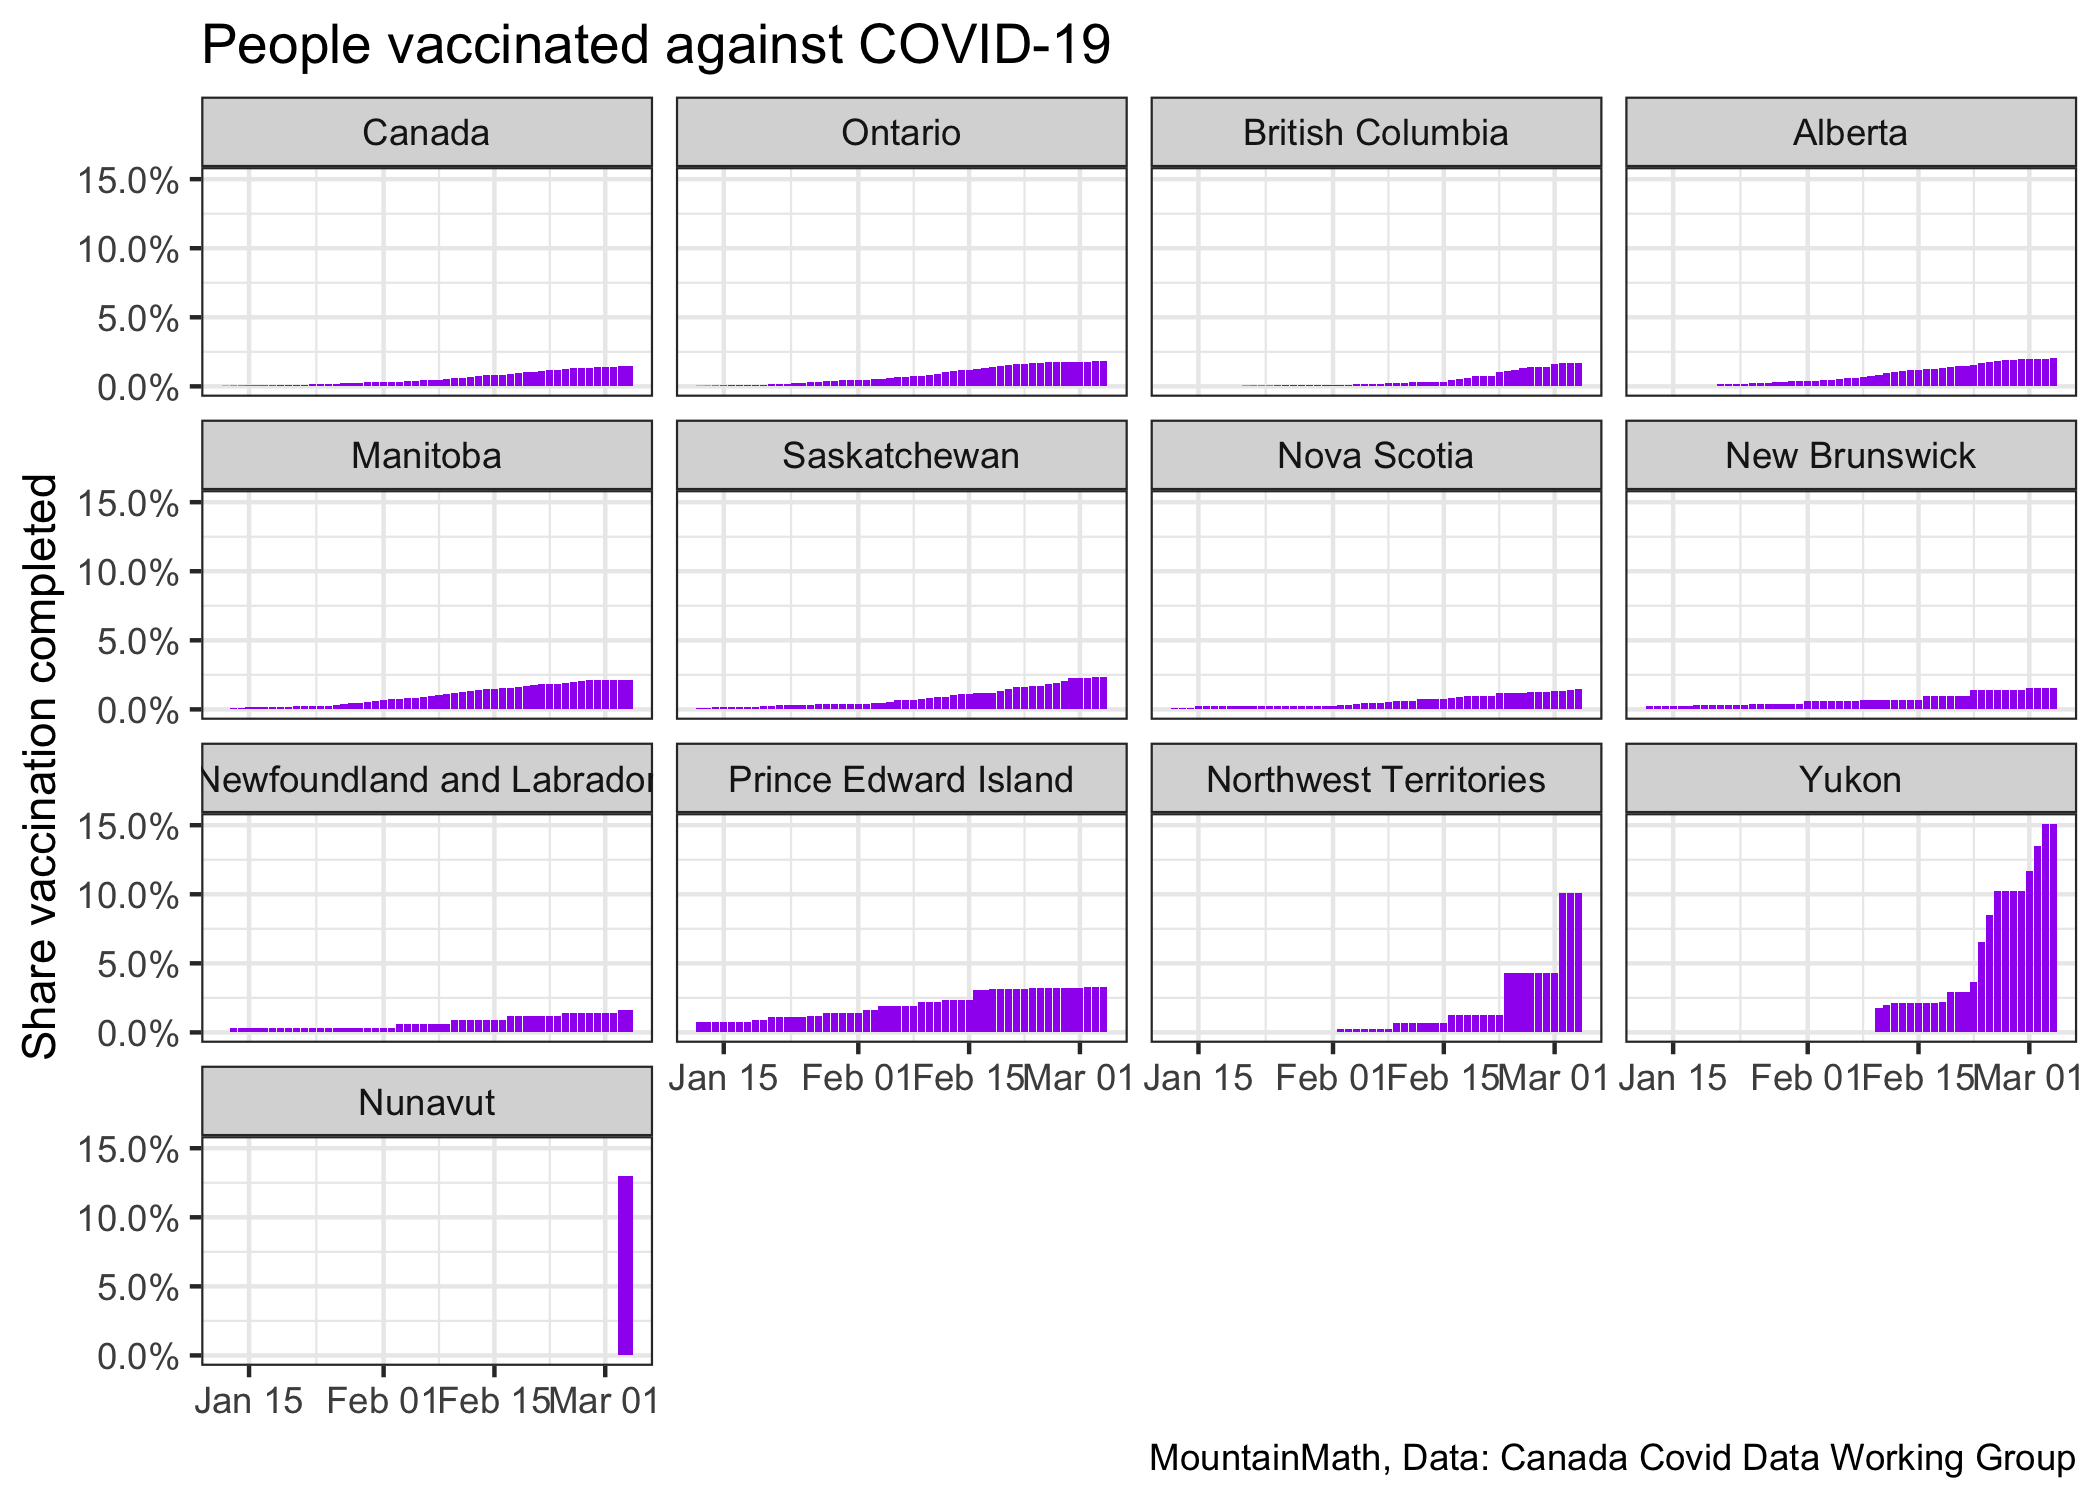 People vaccinated against COVID-19
Canada
Ontario
British Columbia
Alberta
15.0%
10.0%
5.0%
0.0%
Manitoba
Saskatchewan
Nova Scotia
New Brunswick
15.0%
10.0%
5.0%
0.0%
Share vaccination completed
Newfoundland and Labrador
Prince Edward Island
Northwest Territories
Yukon
15.0%
10.0%
5.0%
0.0%
Jan 15 Feb 01 Feb 15 Mar 01
Jan 15 Feb 01 Feb 15 Mar 01
Jan 15 Feb 01 Feb 15 Mar 01
Nunavut
15.0%
10.0%
5.0%
0.0%
Jan 15 Feb 01 Feb 15 Mar 01
MountainMath, Data: Canada Covid Data Working Group